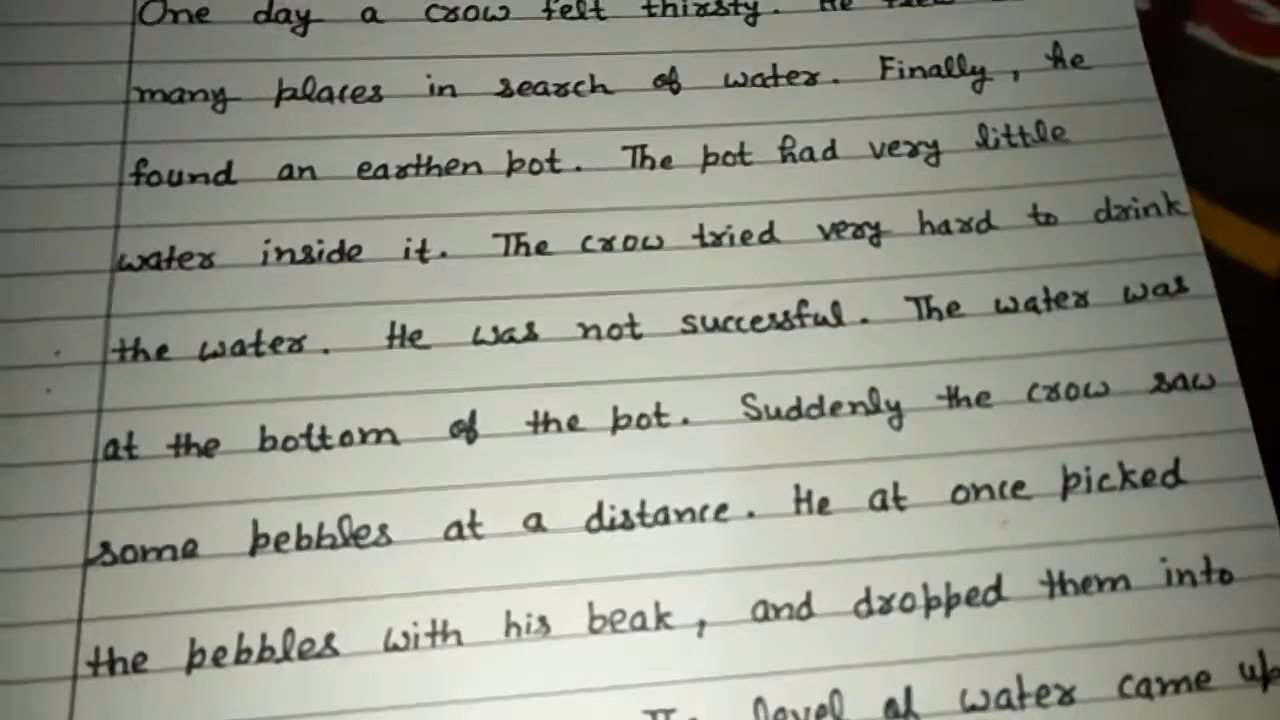 One day a crow felt thirsty. He
many places in search of water. Finally, he
found an earthen pot. The pot had very little
water inside it. The crow tried very hard to drink
the water. He was not successful. The water was
at the bottom of the pot. Suddenly the crow saw
some pebbles at a distance. He at once picked
the pebbles with his beak, and dropped them into
level of water came up